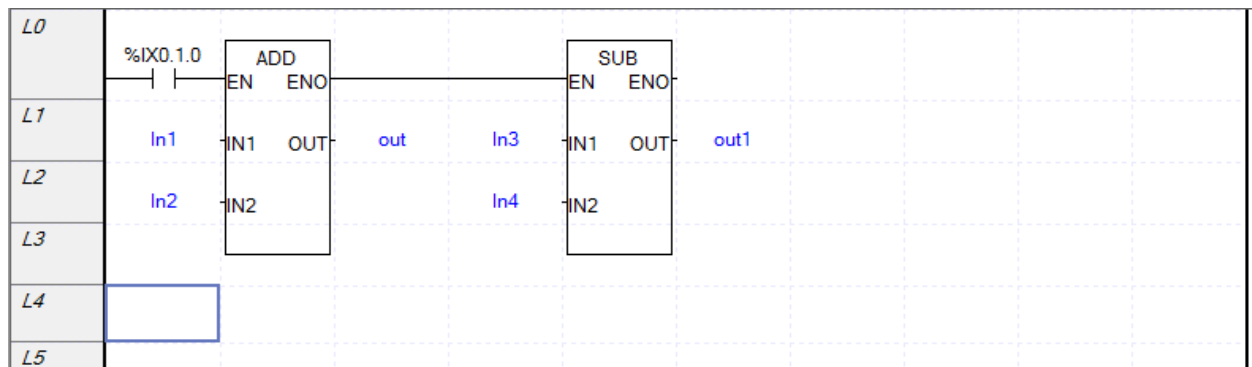 L0
%IX0.1.0 ADD SUB
EN ENO EN ENO
L1
In1 IN1 OUT out In3 IN1 OUT out1
L2
In2 IN2 In4 IN2
L3
L4
L5